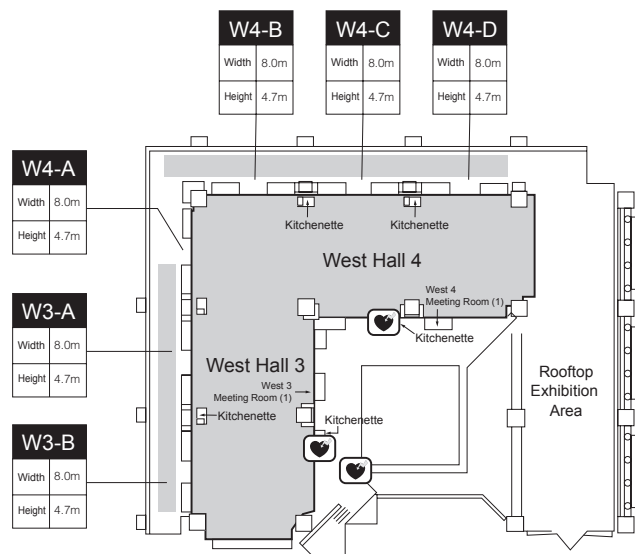 W4-B
Width 8.0m
Height 4.7m
W4-C
Width 8.0m
Height 4.7m
W4-D
Width 8.0m
Height 4.7m
W4-A
Width 8.0m
Height 4.7m
W3-A
Width 8.0m
Height 4.7m
W3-B
Width 8.0m
Height 4.7m
Kitchenette
Kitchenette
West Hall 4
West 4
Meeting Room (1)
Kitchenette
West Hall 3
West 3
Meeting Room (1)
Kitchenette
Kitchenette
Rooftop
Exhibition
Area